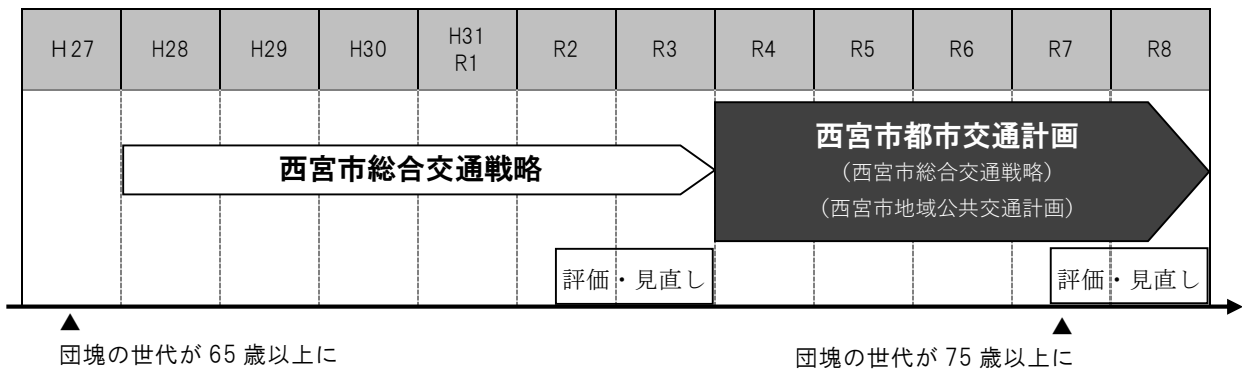 H27 H28 H29 H30 H31 R2 R3 R4 R5 R6 R7 R8
R1
西宮市総合交通戦略
西宮市都市交通計画
(西宮市総合交通戦略)
(西宮市地域公共交通計画)
評価・見直し 評価・見直し
▲ ▲
団塊の世代が 65 歳以上に 団塊の世代が 75 歳以上に